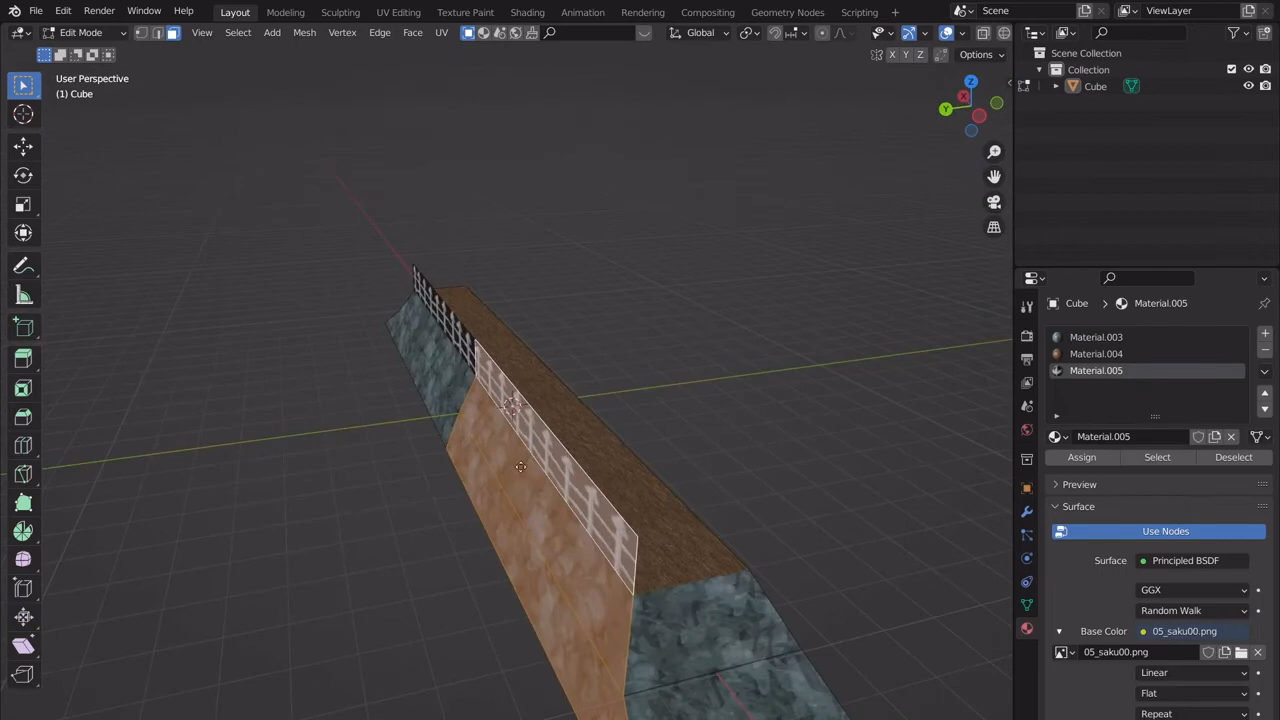 File Edit Render Window Help Layout Modeling Sculpting UV Editing Texture Paint Shading Animation Rendering Compositing Geometry Nodes Scripting + Scene ViewLayer
Edit Mode View Select Add Mesh Vertex Edge Face UV Global
X Y Z Options
User Perspective
(1) Cube
Z
X
Y
Scene Collection
Collection
Cube
Cube > Material.005
Material.003
Material.004
Material.005
Material.005
Assign Select Deselect
Preview
Surface
Use Nodes
Surface Principled BSDF
GGX
Random Walk
Base Color 05_saku00.png
05_saku00.png
Linear
Flat
Repeat